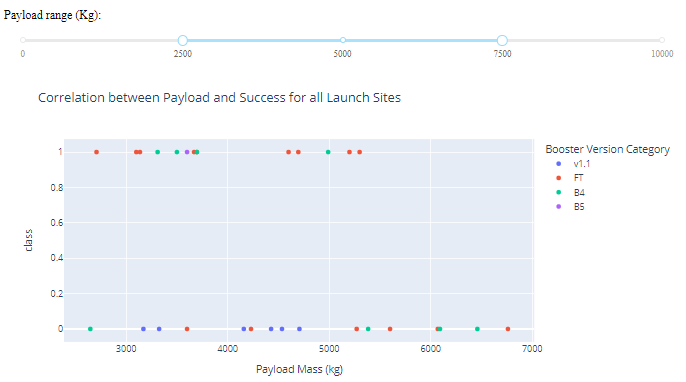 Payload range (Kg):
0 2500 5000 7500 10000
Correlation between Payload and Success for all Launch Sites
Booster Version Category
v1.1
FT
B4
B5
1
0.8
0.6
0.4
0.2
0
class
3000 4000 5000 6000 7000
Payload Mass (kg)